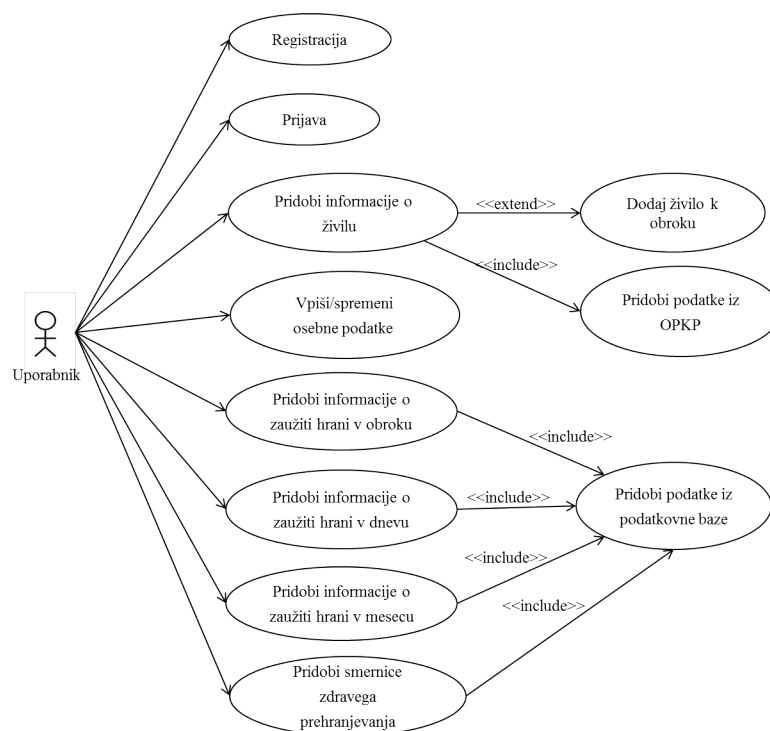 Registracija
Prijava
Pridobi informacije o
živilu
<<extend>>
Dodaj živilo k
obroku
<<include>>
Pridobi podatke iz
OPKP
Vpiši/spremeni
osebne podatke
Uporabnik
Pridobi informacije o
zaužiti hrani v obroku
<<include>>
Pridobi informacije o
zaužiti hrani v dnevu
<<include>>
Pridobi podatke iz
podatkovne baze
<<include>>
Pridobi informacije o
zaužiti hrani v mesecu
<<include>>
Pridobi smernice
zdravega
prehranjevanja